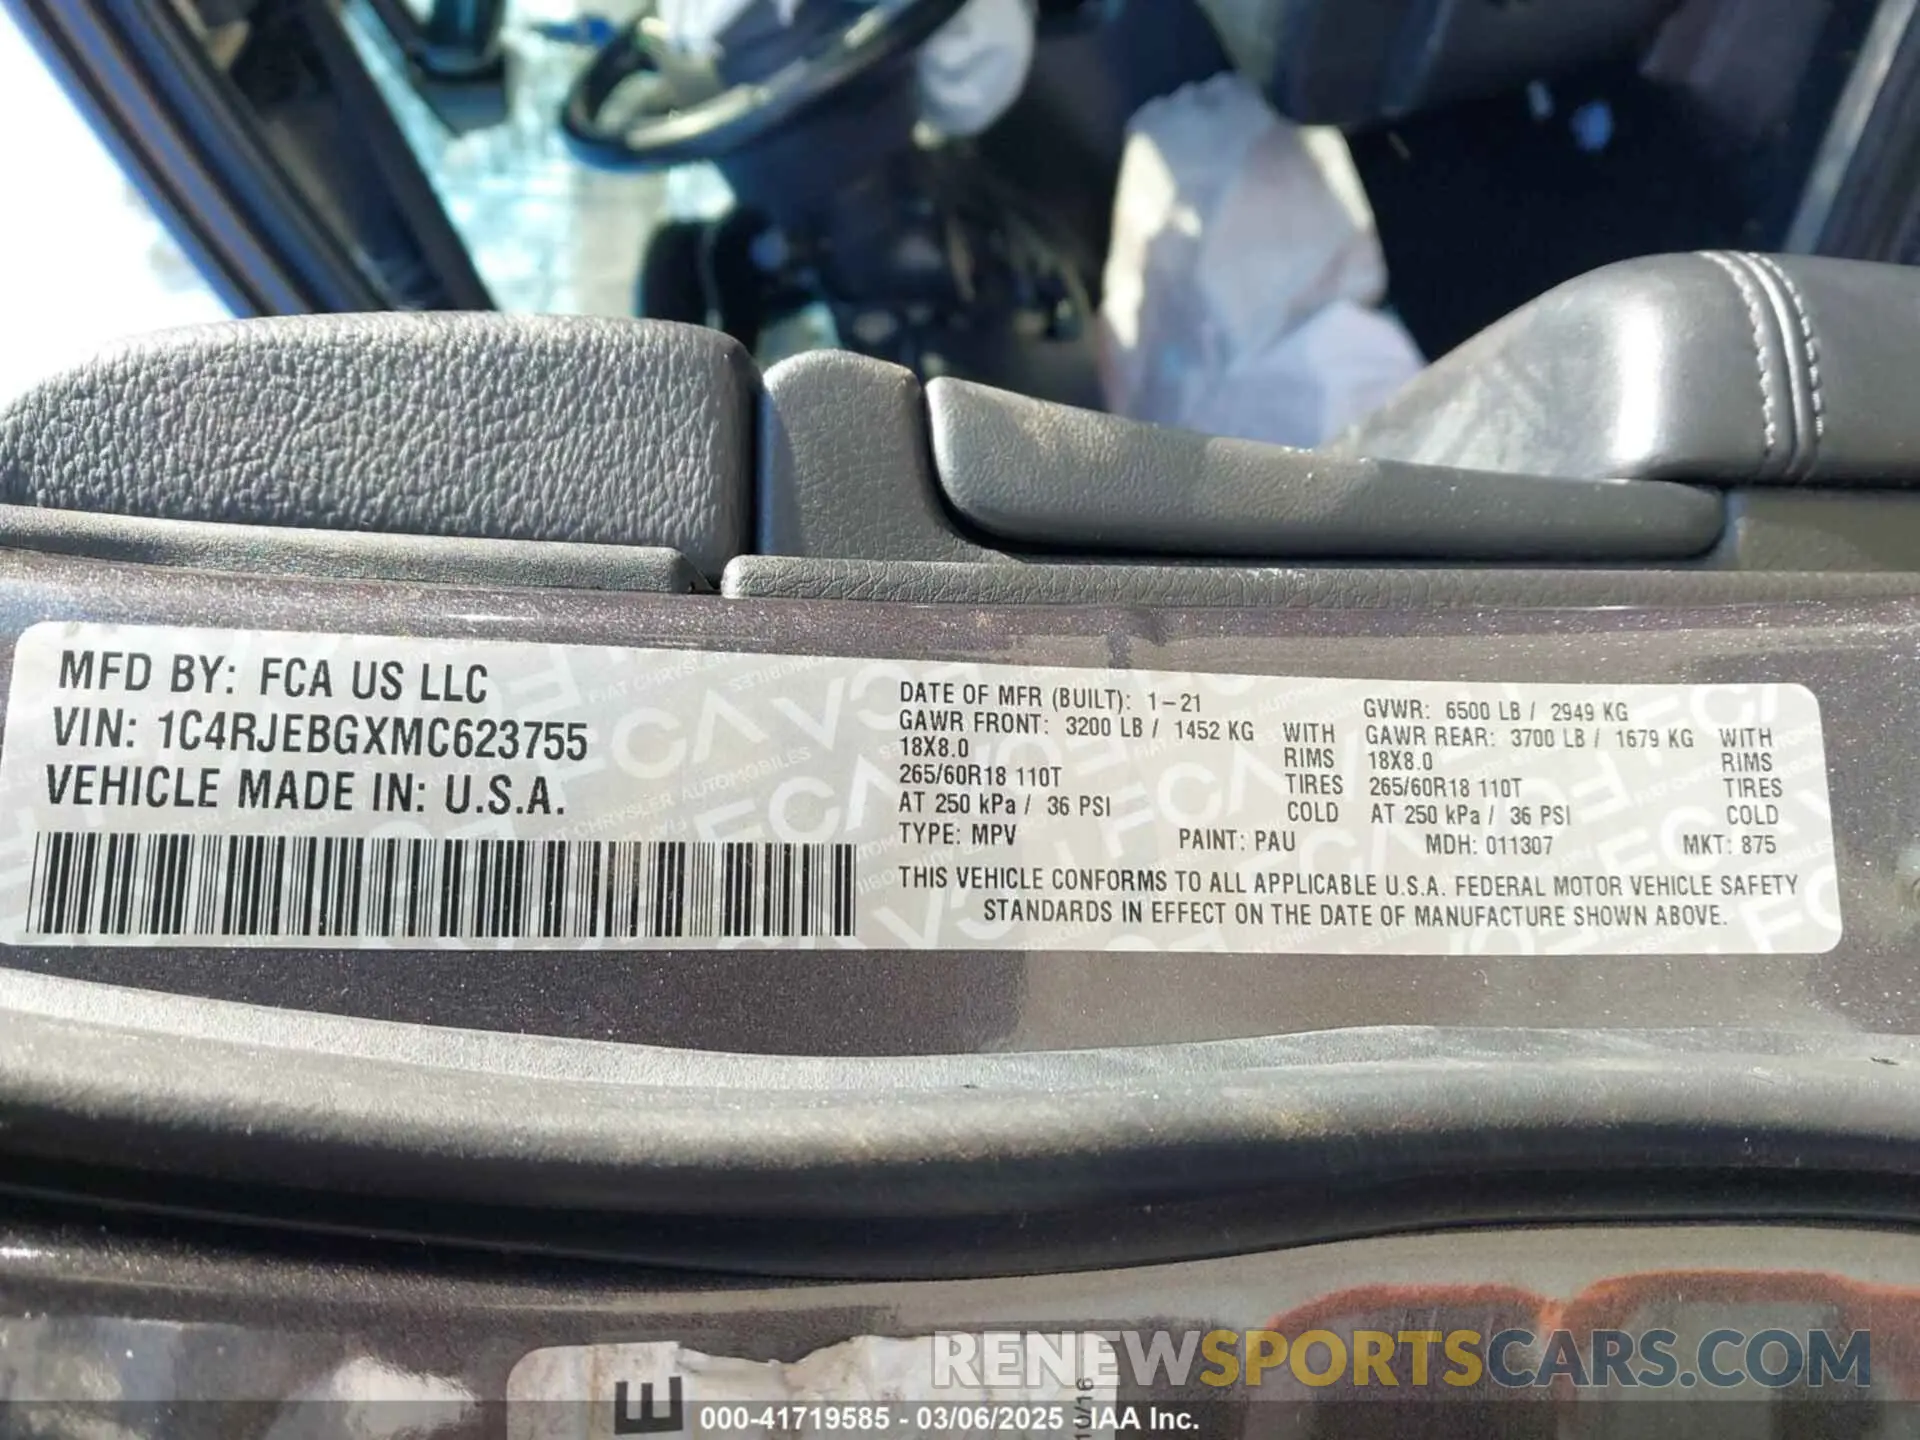 MFD BY: FCA US LLC
VIN: 1C4RJEBGXMC623755
VEHICLE MADE IN: U.S.A.
DATE OF MFR (BUILT): 1-21 GVWR: 6500 LB / 2949 KG
GAWR FRONT: 3200 LB / 1452 KG WITH GAWR REAR: 3700 LB / 1679 KG WITH
18X8.0 RIMS 18X8.0 RIMS
265/60R18 110T TIRES 265/60R18 110T TIRES
AT 250 kPa / 36 PSI COLD AT 250 kPa / 36 PSI COLD
TYPE: MPV PAINT: PAU MDH: 011307 MKT: 875
THIS VEHICLE CONFORMS TO ALL APPLICABLE U.S.A. FEDERAL MOTOR VEHICLE SAFETY
STANDARDS IN EFFECT ON THE DATE OF MANUFACTURE SHOWN ABOVE.
RENEWSPORTSCARS.COM
E
10/16
000-41719585 - 03/06/2025 - IAA Inc.